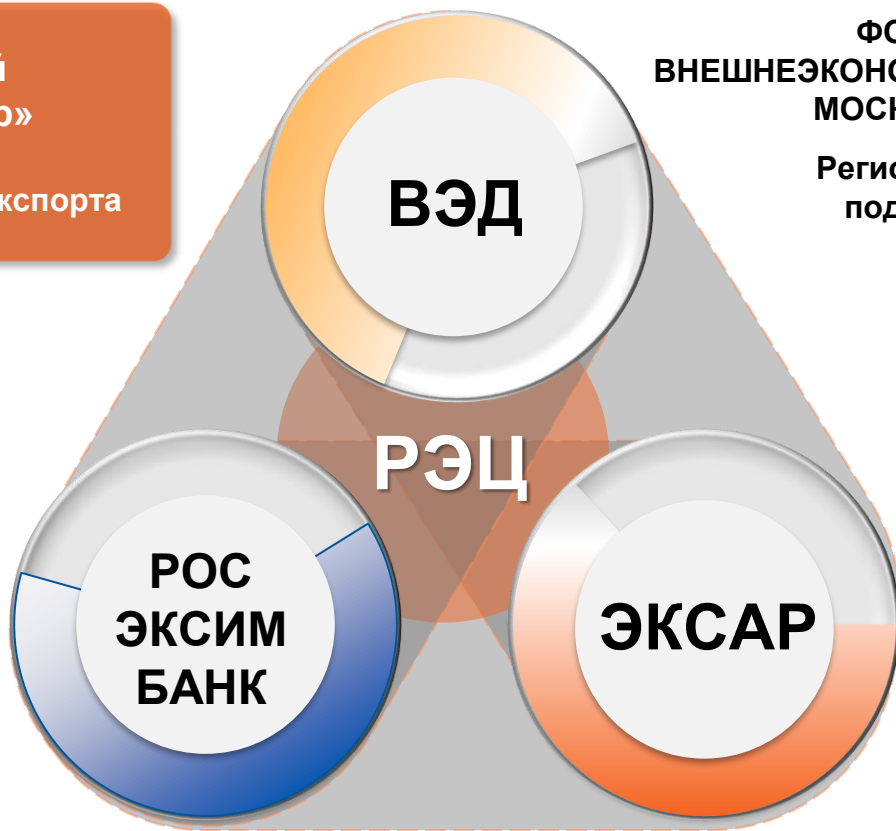 й
р»
кспорта
ФО
ВНЕШНЕЭКОНО
МОСК
Регис
под
ВЭД
РЭЦ
РОС
ЭКСИМ
БАНК
ЭКСАР